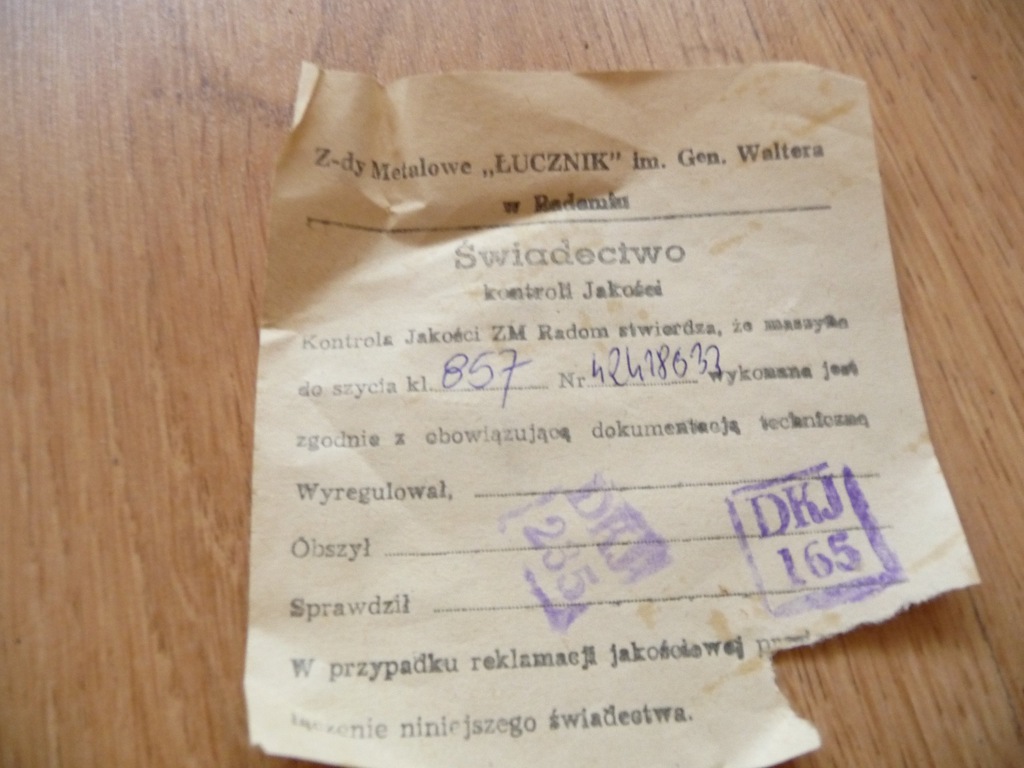 Z-dy Metalowe „ŁUCZNIK" im. Gen. Waltera
w Radomiu
Świadectwo
kontroli Jakości
Kontrola Jakości ZM Radom stwierdza, że maszyna
do szycia kl. 857 Nr 42418633 wykonana jest
zgodnie z obowiązującą dokumentacją techniczną
Wyregulował,
Obszył
Sprawdził
DKJ
235
DKJ
165
W przypadku reklamacji jakościowej
niniejszego świadectwa.